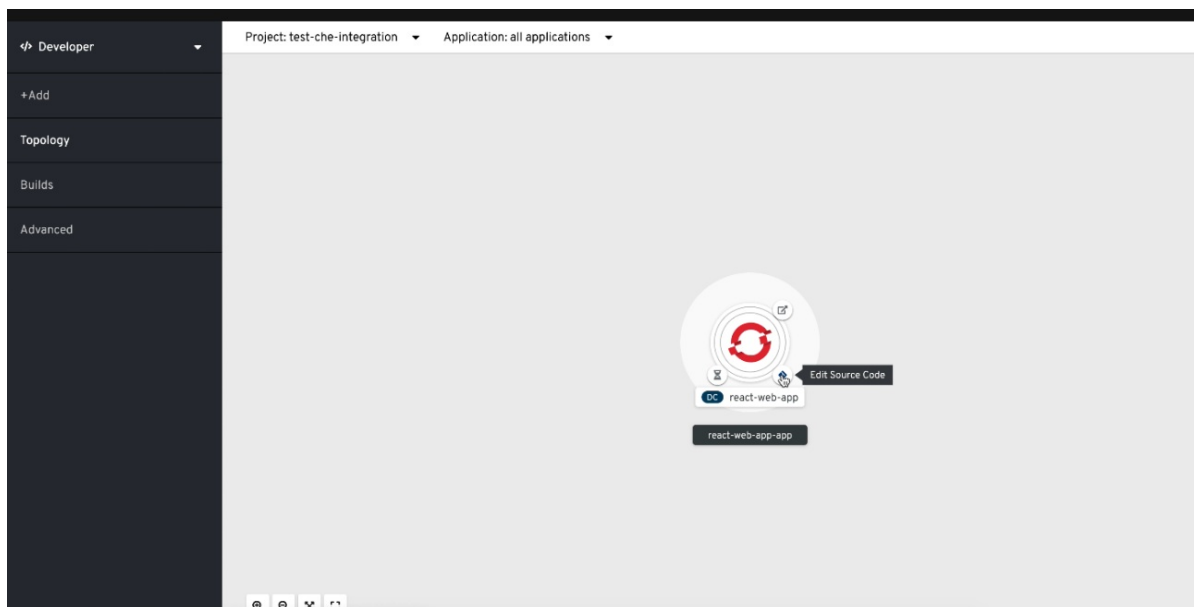 </> Developer
Project: test-che-integration
Application: all applications
+Add
Topology
Builds
Advanced
Edit Source Code
DC react-web-app
react-web-app-app